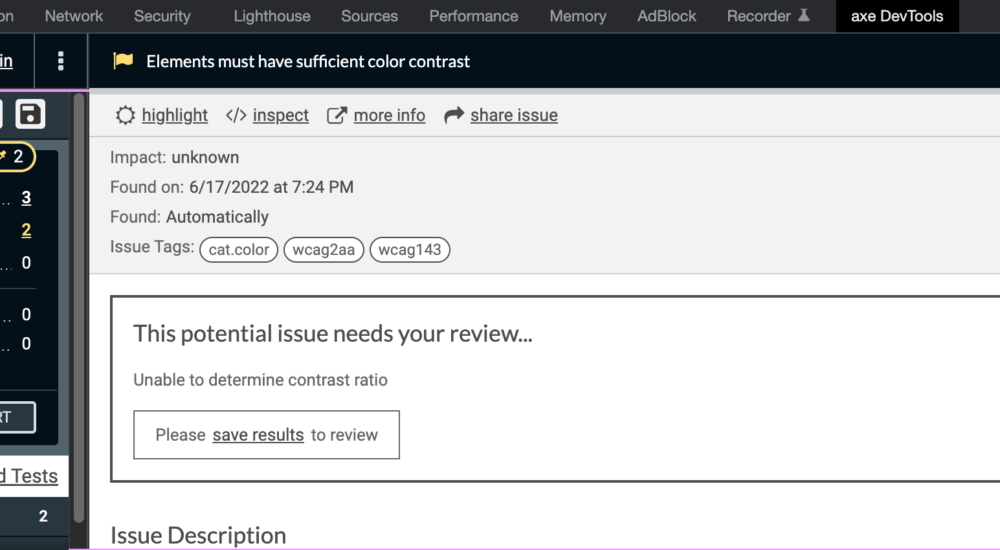 on Network Security Lighthouse Sources Performance Memory AdBlock Recorder axe DevTools
in
Elements must have sufficient color contrast
highlight </> inspect more info share issue
2
Impact: unknown
Found on: 6/17/2022 at 7:24 PM
Found: Automatically
Issue Tags: cat.color wcag2aa wcag143
.. 3
2
... 0
.. 0
.. 0
RT
d Tests
2
This potential issue needs your review...
Unable to determine contrast ratio
Please save results to review
Issue Description